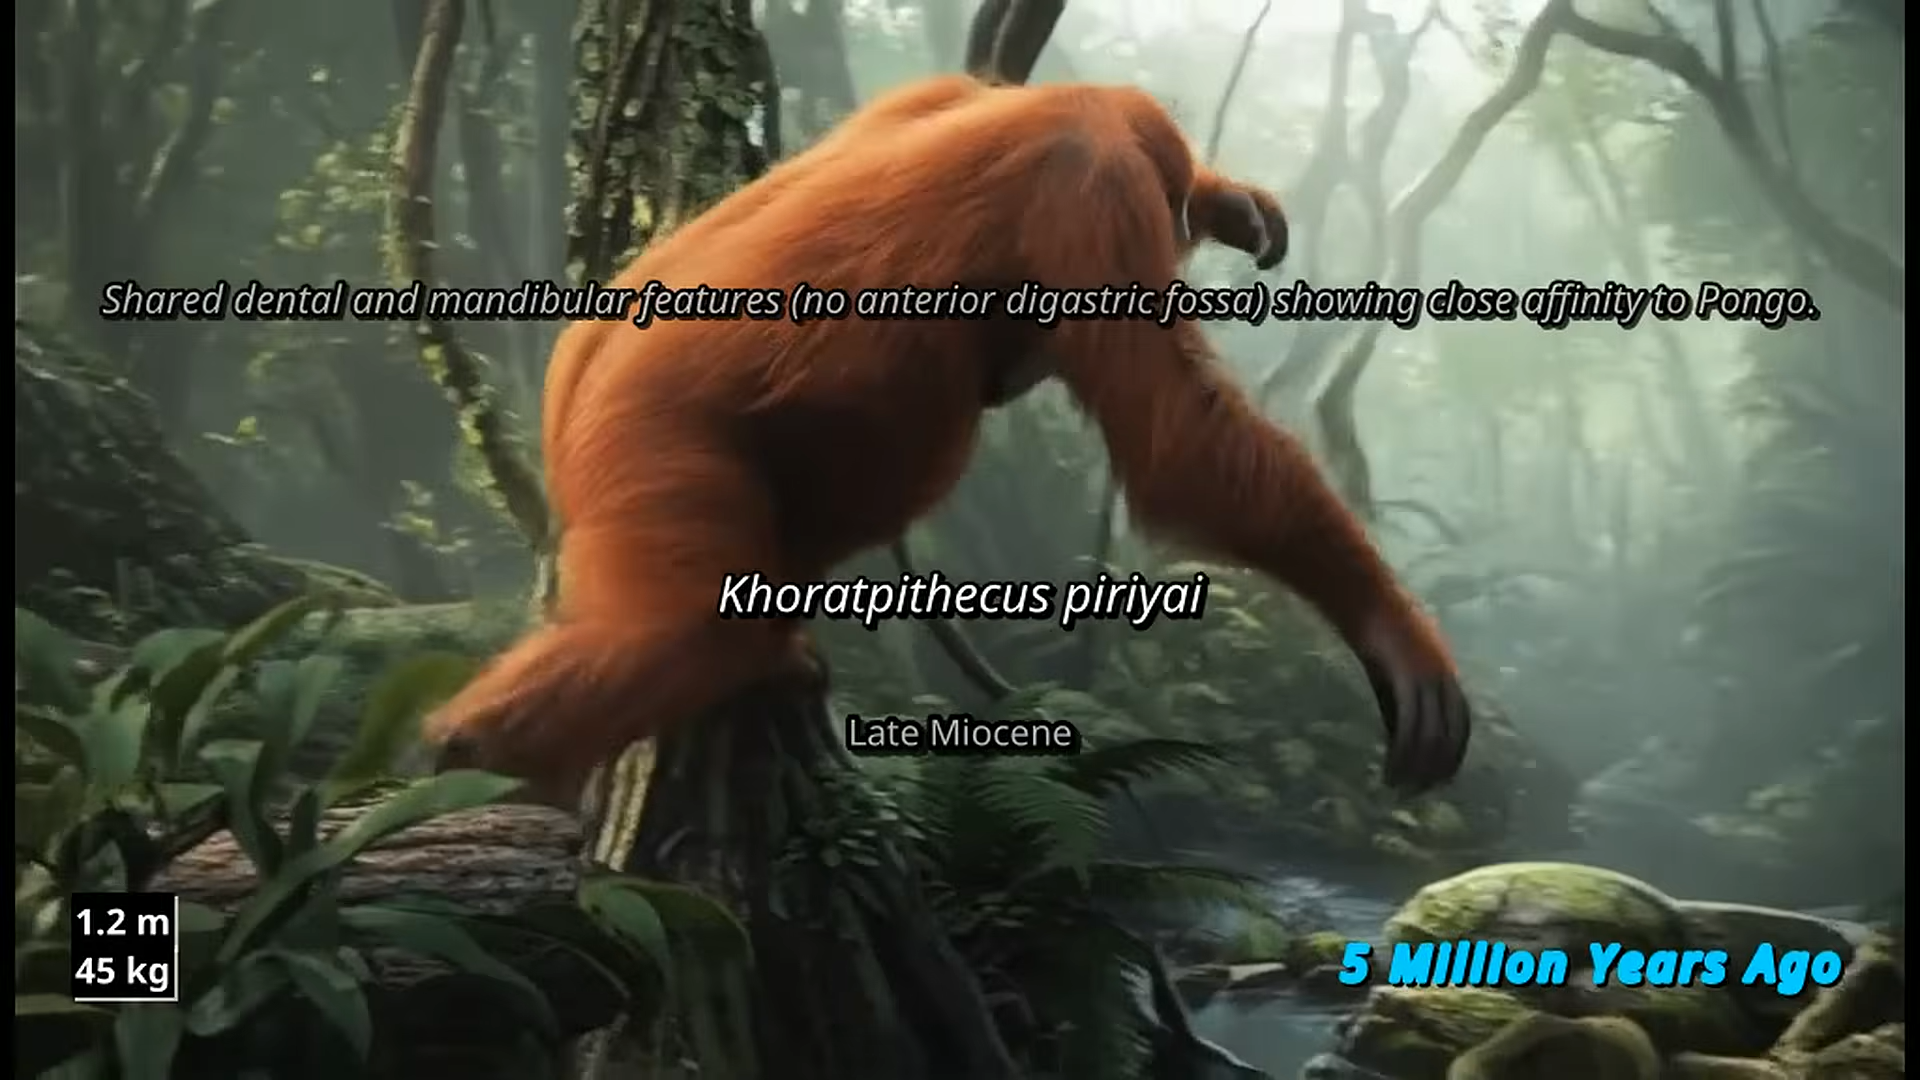 Shared dental and mandibular features (no anterior digastric fossa) showing close affinity to Pongo.
Khoratpithecus piriyai
Late Miocene
1.2 m
45 kg
5 Million Years Ago